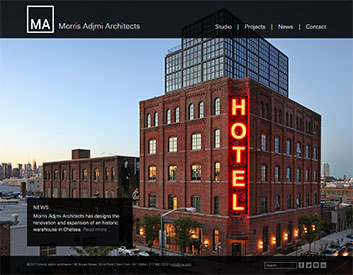 MA
Morris Adjmi Architects
Studio | Projects | News | Contact
HOTEL
NEWS
Morris Adjmi Architects has designs the
renovation and expansion of an historic
warehouse in Chelsea. Read more...
Search